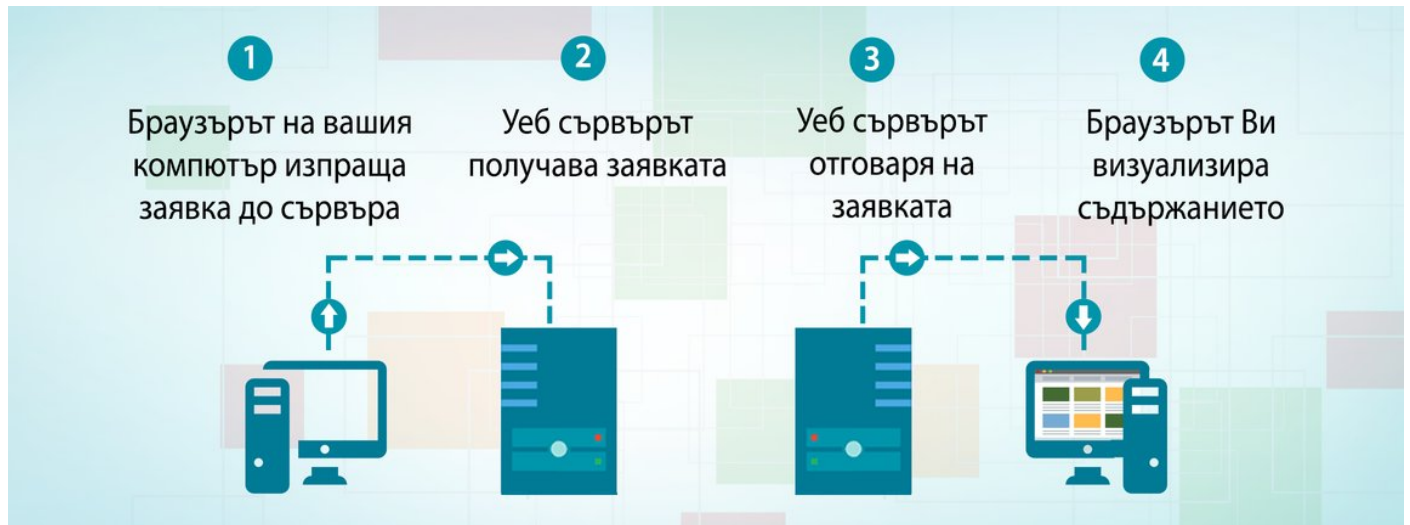 1
Браузърът на вашия
компютър изпраща
заявка до сървъра
2
Уеб сървърът
получава заявката
3
Уеб сървърът
отговаря на
заявката
4
Браузърът Ви
визуализира
съдържанието